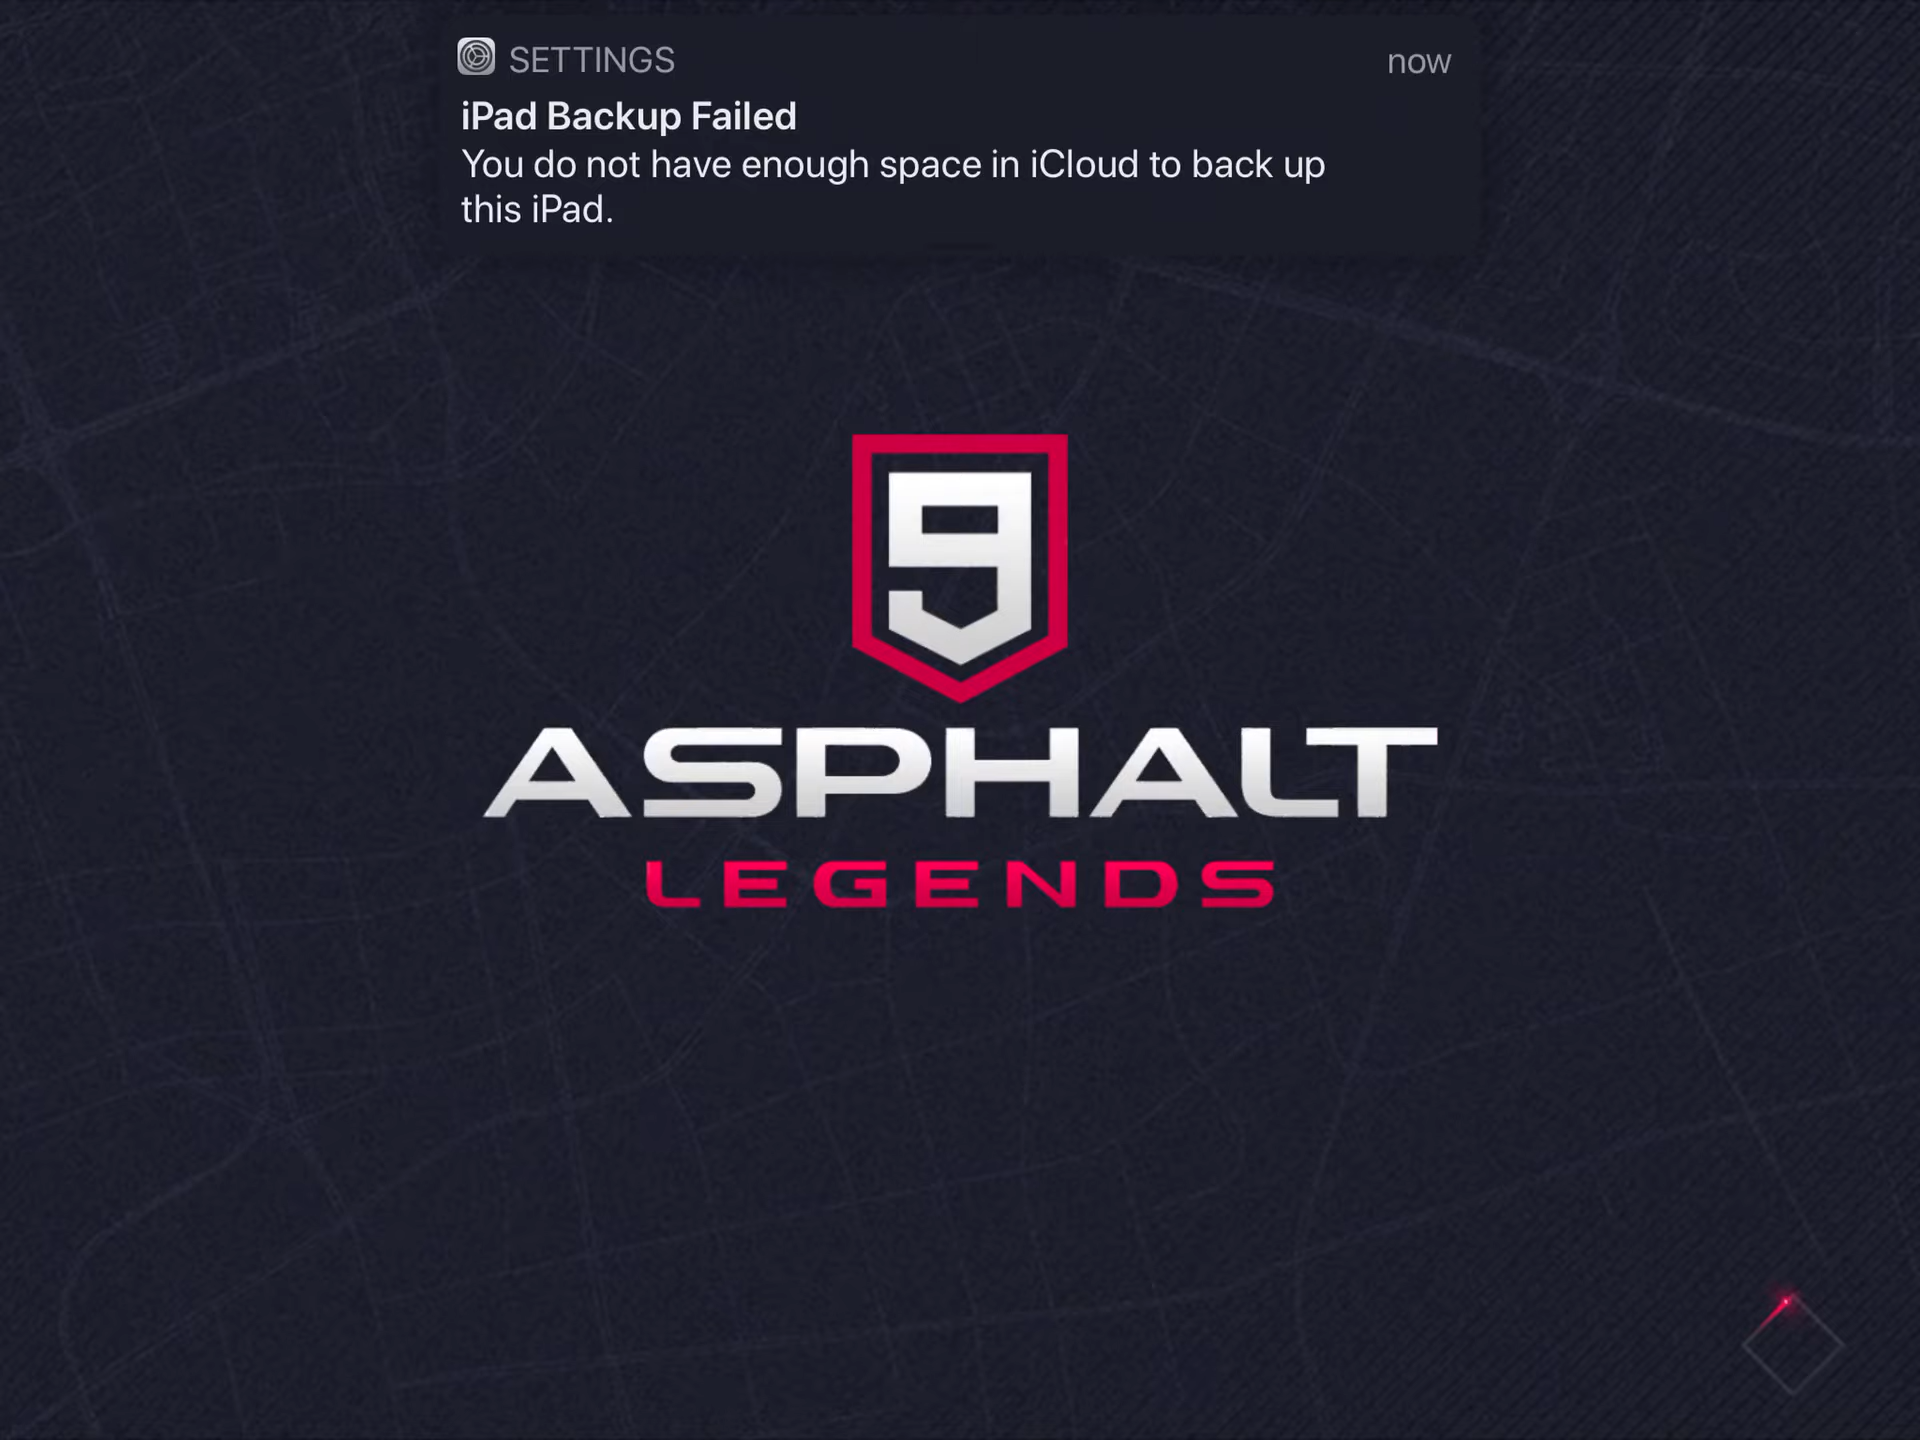 SETTINGS
now
iPad Backup Failed
You do not have enough space in iCloud to back up
this iPad.
9
ASPHALT
LEGENDS